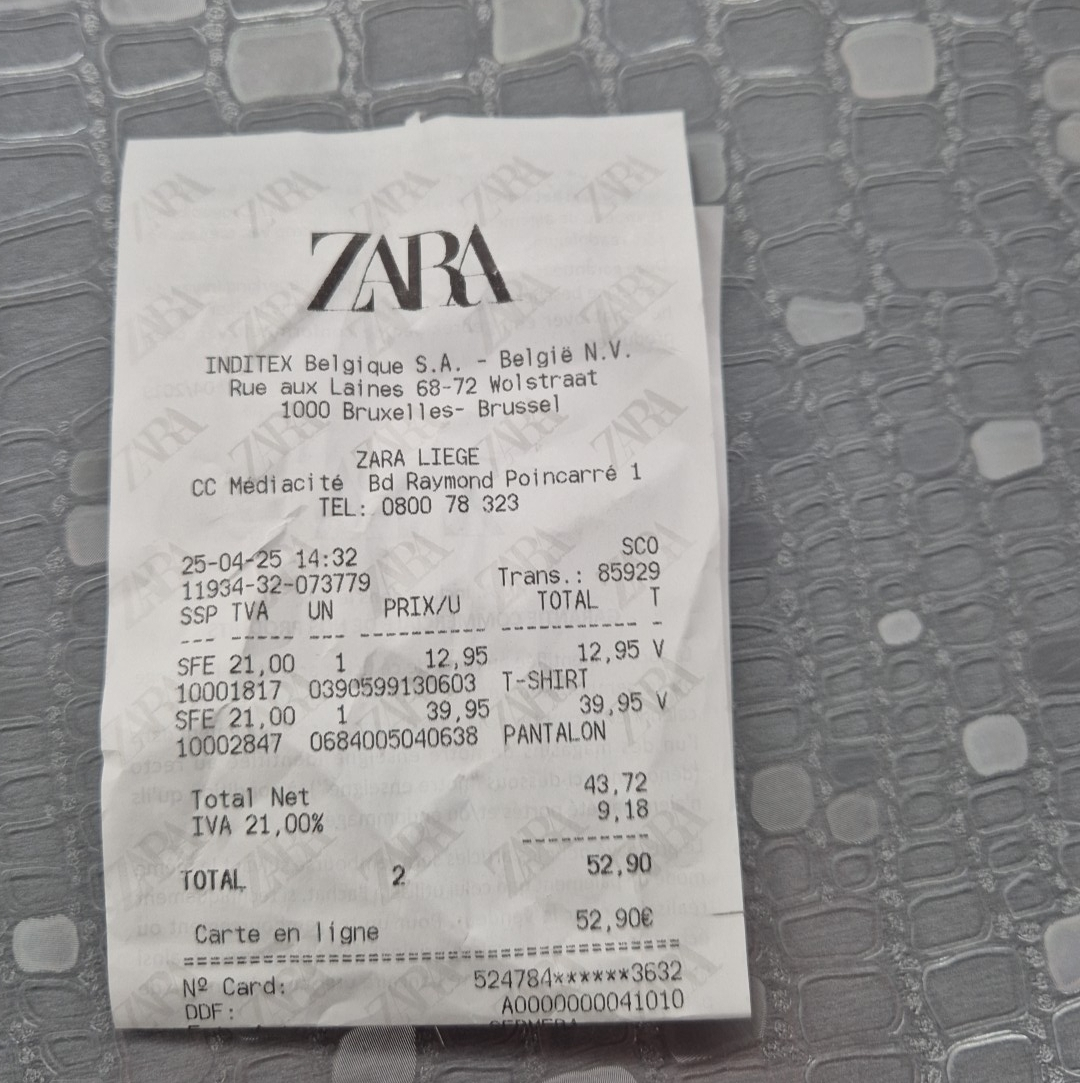 ZARA
INDITEX Belgique S.A. - België N.V.
Rue aux Laines 68-72 Wolstraat
1000 Bruxelles- Brussel
ZARA LIEGE
CC Médiacité Bd Raymond Poincarré 1
TEL: 0800 78 323
SCO
25-04-25 14:32
11934-32-073779 Trans.: 85929
SSP TVA UN PRIX/U TOTAL T
--- ----- --- ---------- ------------- -
SFE 21,00 1 12,95 12,95 V
10001817 0390599130603 T-SHIRT
SFE 21,00 1 39,95 39,95 V
10002847 0684005040638 PANTALON
Total Net 43,72
IVA 21,00% 9,18
----------
TOTAL 2 52,90
Carte en ligne 52,90€
======================================
Nº Card: 524784******3632
DDF: A0000000041010